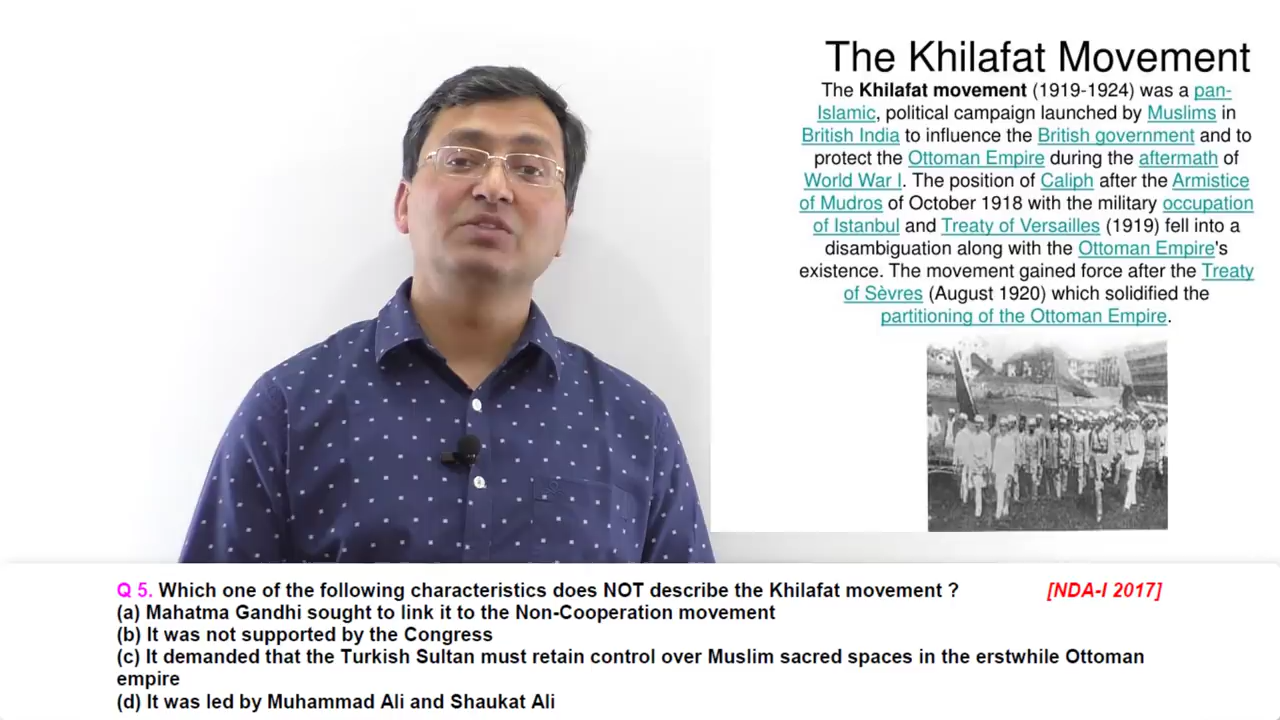 The Khilafat Movement
The Khilafat movement (1919-1924) was a pan-
Islamic, political campaign launched by Muslims in
British India to influence the British government and to
protect the Ottoman Empire during the aftermath of
World War I. The position of Caliph after the Armistice
of Mudros of October 1918 with the military occupation
of Istanbul and Treaty of Versailles (1919) fell into a
disambiguation along with the Ottoman Empire's
existence. The movement gained force after the Treaty
of Sèvres (August 1920) which solidified the
partitioning of the Ottoman Empire.
Q 5. Which one of the following characteristics does NOT describe the Khilafat movement ? [NDA-I 2017]
(a) Mahatma Gandhi sought to link it to the Non-Cooperation movement
(b) It was not supported by the Congress
(c) It demanded that the Turkish Sultan must retain control over Muslim sacred spaces in the erstwhile Ottoman
empire
(d) It was led by Muhammad Ali and Shaukat Ali